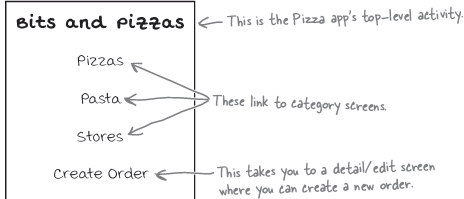 Bits and Pizzas
This is the Pizza app's top-level activity.
Pizzas
Pasta
These link to category screens.
Stores
Create Order
This takes you to a detail/edit screen
where you can create a new order.